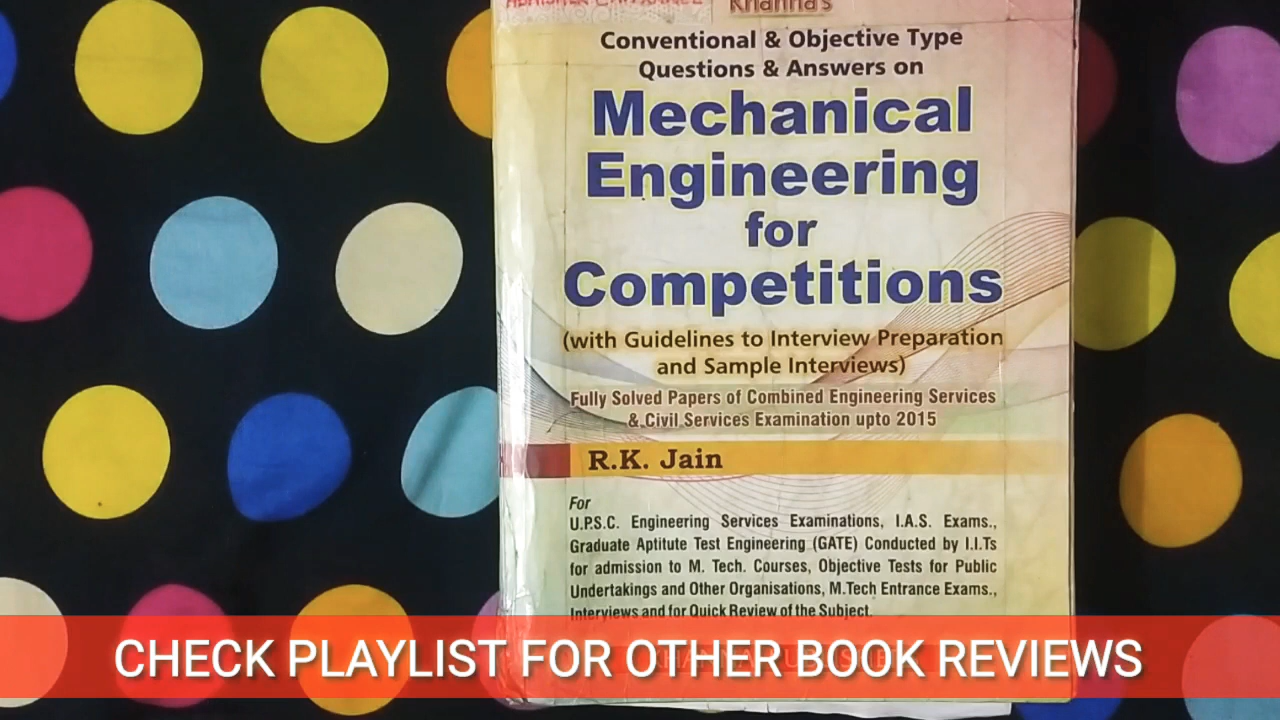 Khanna's
Conventional & Objective Type
Questions & Answers on
Mechanical
Engineering
for
Competitions
(with Guidelines to Interview Preparation
and Sample Interviews)
Fully Solved Papers of Combined Engineering Services
& Civil Services Examination upto 2015
R.K. Jain
For
U.P.S.C. Engineering Services Examinations, I.A.S. Exams.,
Graduate Aptitute Test Engineering (GATE) Conducted by I.I.Ts
for admission to M. Tech. Courses, Objective Tests for Public
Undertakings and Other Organisations, M.Tech Entrance Exams.,
Interviews and for Quick Review of the Subject.
CHECK PLAYLIST FOR OTHER BOOK REVIEWS